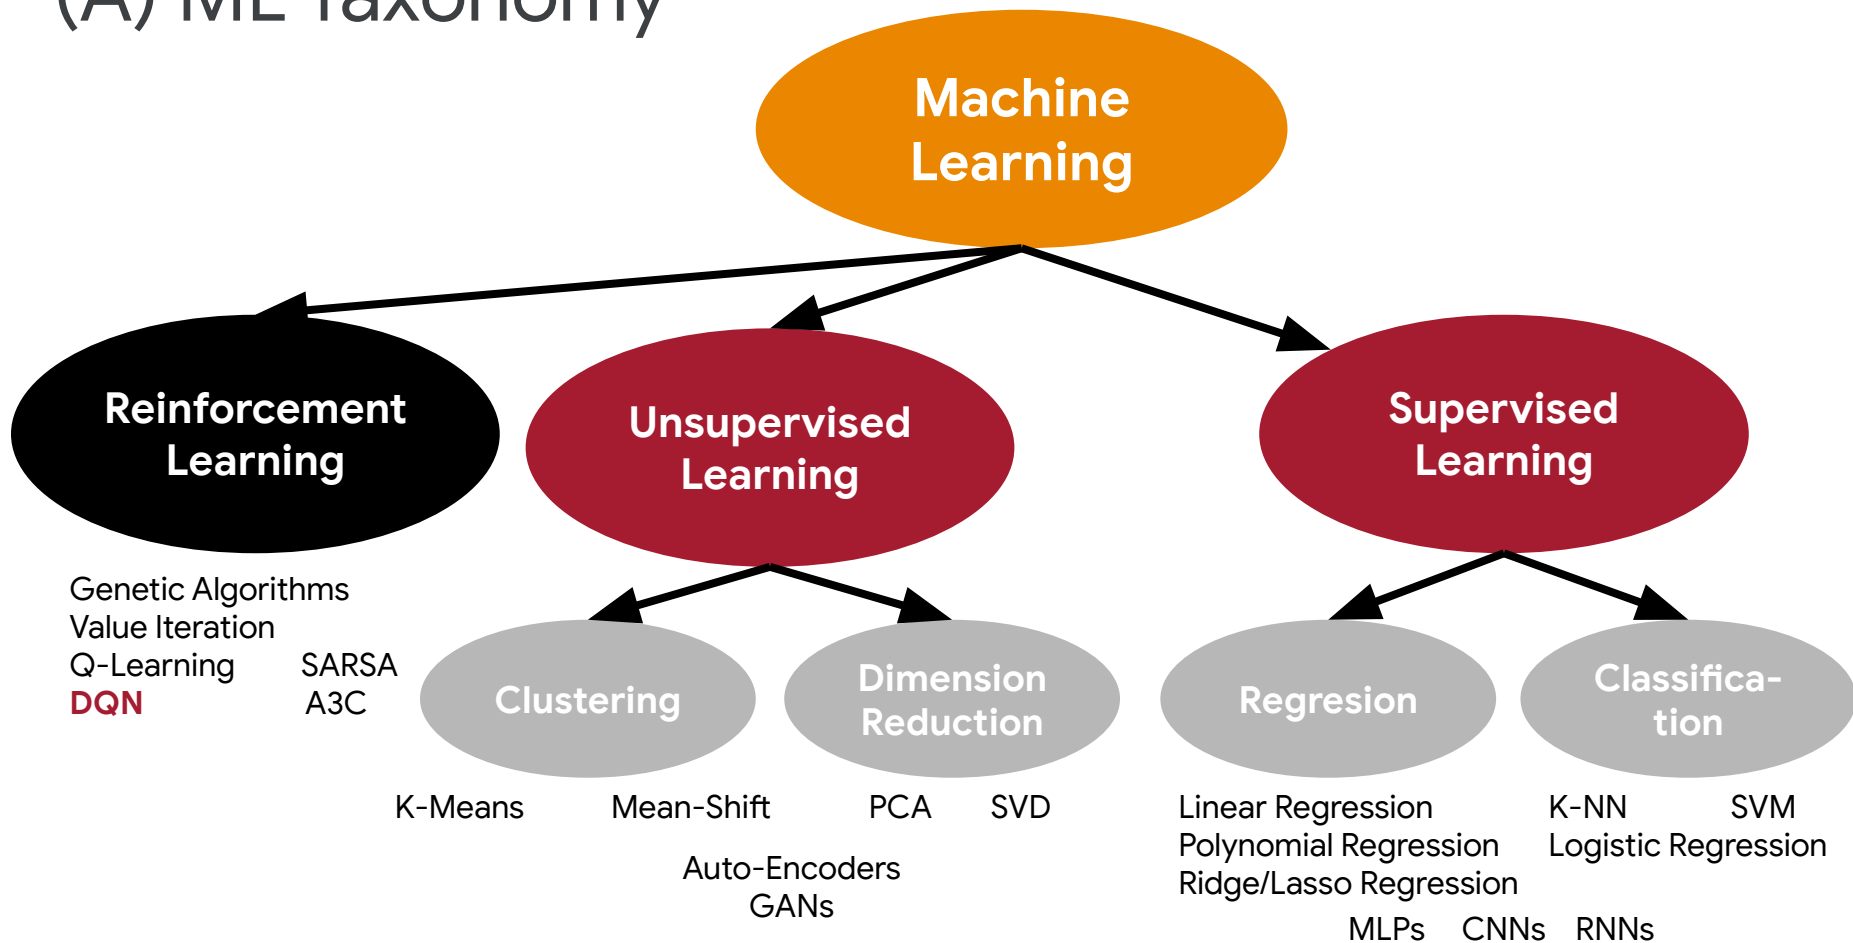 (A) ML Taxonomy
Machine
Learning
Reinforcement
Learning
Unsupervised
Learning
Supervised
Learning
Genetic Algorithms
Value Iteration
Q-Learning SARSA
DQN A3C
Clustering
Dimension
Reduction
Regresion
Classifica-
tion
K-Means Mean-Shift
PCA SVD
Auto-Encoders
GANs
Linear Regression
Polynomial Regression
Ridge/Lasso Regression
K-NN SVM
Logistic Regression
MLPs CNNs RNNs